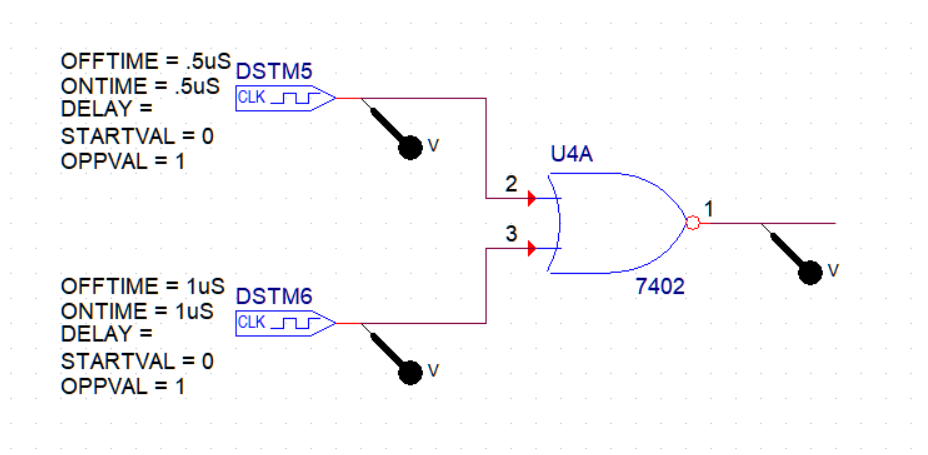 OFFTIME = .5uS
DSTM5
ONTIME = .5uS
CLK
DELAY =
STARTVAL = 0
OPPVAL = 1
V
U4A
2
3
1
7402
V
OFFTIME = 1uS
DSTM6
ONTIME = 1uS
CLK
DELAY =
STARTVAL = 0
OPPVAL = 1
V